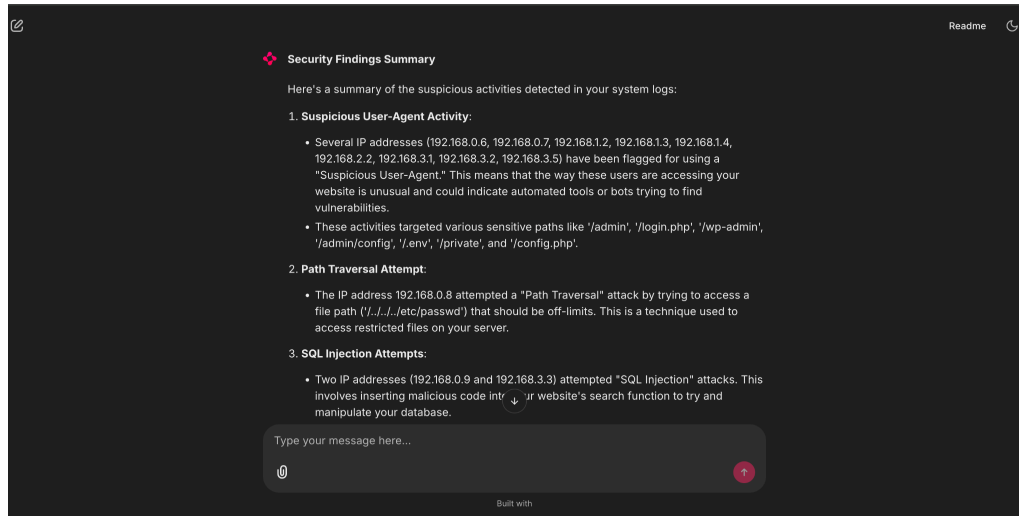 Readme
Security Findings Summary
Here's a summary of the suspicious activities detected in your system logs:
1. Suspicious User-Agent Activity:
• Several IP addresses (192.168.0.6, 192.168.0.7, 192.168.1.2, 192.168.1.3, 192.168.1.4,
192.168.2.2, 192.168.3.1, 192.168.3.2, 192.168.3.5) have been flagged for using a
"Suspicious User-Agent." This means that the way these users are accessing your
website is unusual and could indicate automated tools or bots trying to find
vulnerabilities.
• These activities targeted various sensitive paths like '/admin', '/login.php', '/wp-admin',
'/admin/config', '/.env', '/private', and '/config.php'.
2. Path Traversal Attempt:
• The IP address 192.168.0.8 attempted a "Path Traversal" attack by trying to access a
file path ('/../../../etc/passwd') that should be off-limits. This is a technique used to
access restricted files on your server.
3. SQL Injection Attempts:
• Two IP addresses (192.168.0.9 and 192.168.3.3) attempted "SQL Injection" attacks. This
involves inserting malicious code website's search function to try and
manipulate your database.
Type your message here...
Built with